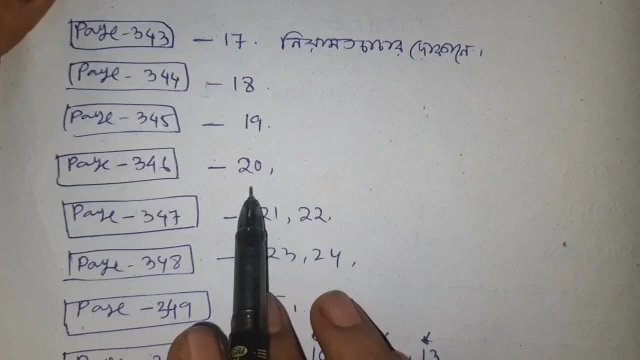 Page-343 - 17.
Page-344 - 18
Page-345 - 19.
Page-346 - 20,
Page-347 - 21, 22.
Page-348 - 23, 24,
Page-349
13